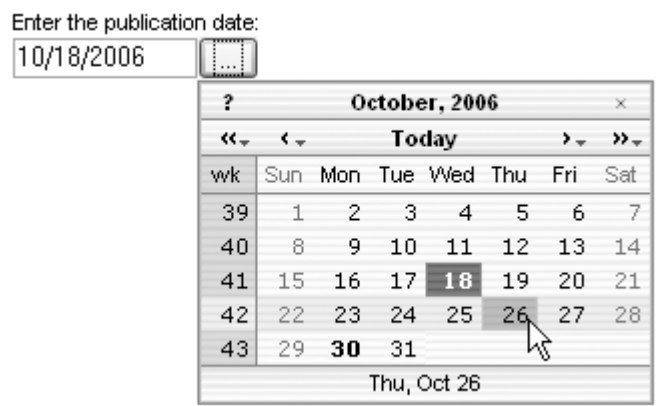 Enter the publication date:
10/18/2006 ...
? October, 2006 ×
« ‹ Today › »
wk Sun Mon Tue Wed Thu Fri Sat
39 1 2 3 4 5 6 7
40 8 9 10 11 12 13 14
41 15 16 17 18 19 20 21
42 22 23 24 25 26 27 28
43 29 30 31
Thu, Oct 26